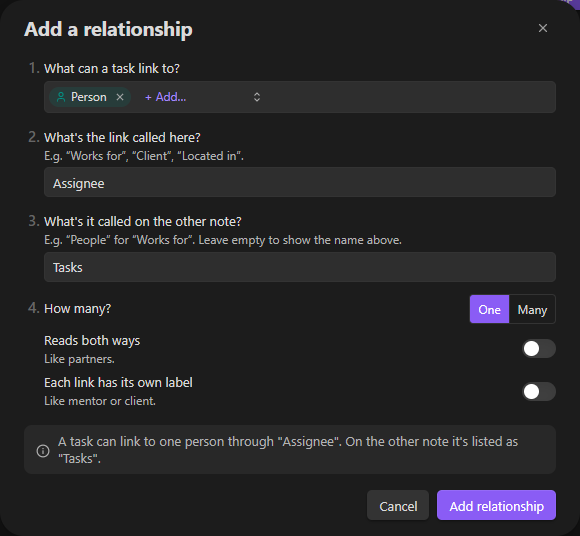 Add a relationship
1. What can a task link to?
Person + Add...
2. What's the link called here?
E.g. “Works for”, “Client”, “Located in”.
Assignee
3. What's it called on the other note?
E.g. “People” for “Works for”. Leave empty to show the name above.
Tasks
4. How many? One Many
Reads both ways
Like partners.
Each link has its own label
Like mentor or client.
A task can link to one person through "Assignee". On the other note it's listed as
"Tasks".
Cancel Add relationship